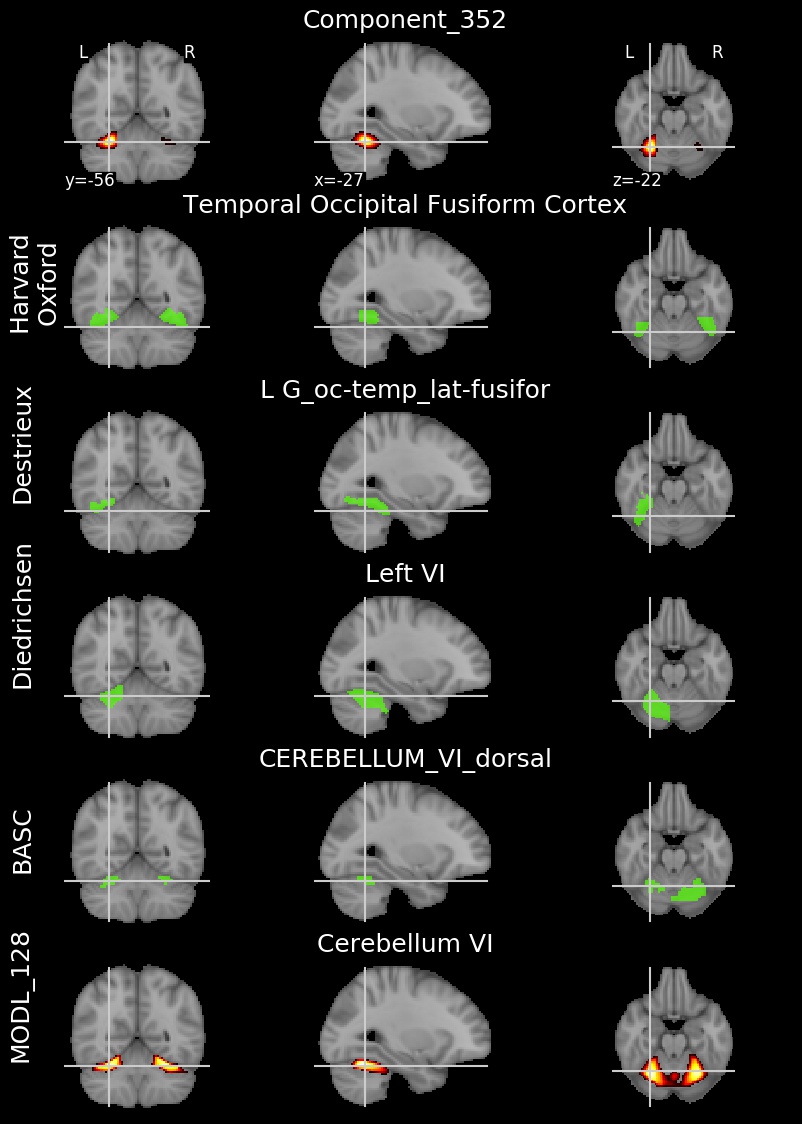 Component_352
L
R
L
R
y=-56
x=-27
z=-22
Temporal Occipital Fusiform Cortex
Harvard
Oxford
L G_oc-temp_lat-fusifor
Destrieux
Left VI
Diedrichsen
CEREBELLUM_VI_dorsal
BASC
Cerebellum VI
MODL_128